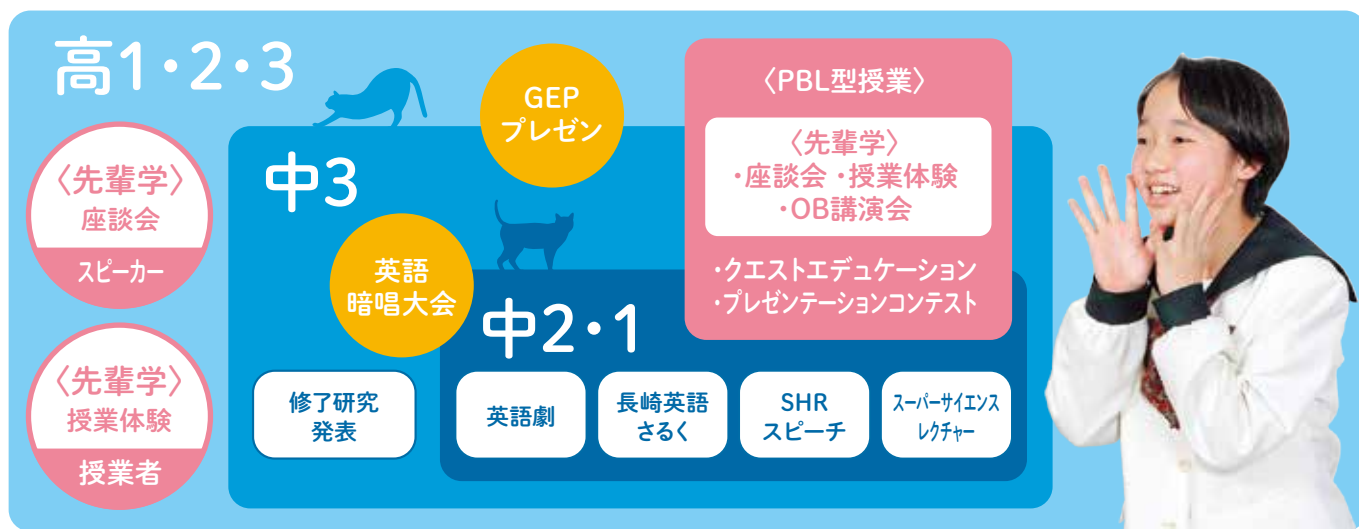 高1・2・3
〈先輩学〉
座談会
スピーカー
〈先輩学〉
授業体験
授業者
中3
GEP
プレゼン
英語
暗唱大会
修了研究
発表
中2・1
英語劇
長崎英語
さるく
SHR
スピーチ
スーパーサイエンス
レクチャー
〈PBL型授業〉
〈先輩学〉
・座談会・授業体験
・OB講演会
・クエストエデュケーション
・プレゼンテーションコンテスト